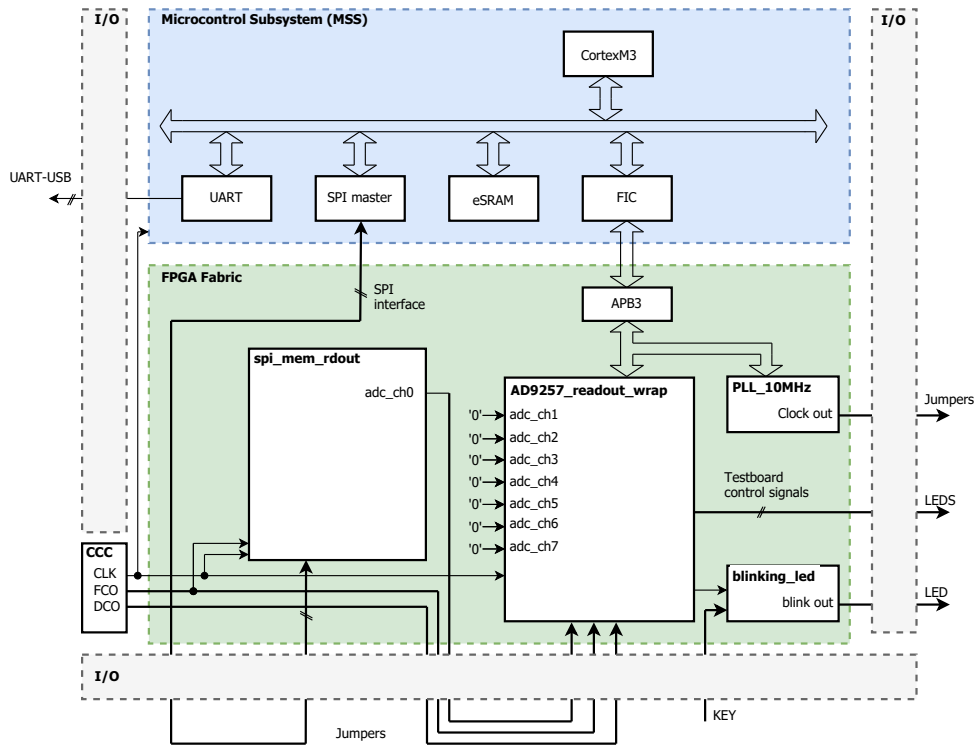 I/O
Microcontrol Subsystem (MSS)
I/O
CortexM3
UART-USB
UART
SPI master
eSRAM
FIC
FPGA Fabric
SPI
interface
APB3
spi_mem_rdout
adc_ch0
AD9257_readout_wrap
PLL_10MHz
Clock out
Jumpers
'0' adc_ch1
'0' adc_ch2
'0' adc_ch3
'0' adc_ch4
'0' adc_ch5
'0' adc_ch6
'0' adc_ch7
Testboard
control signals
LEDS
CCC
CLK
FCO
DCO
blinking_led
blink out
LED
I/O
KEY
Jumpers